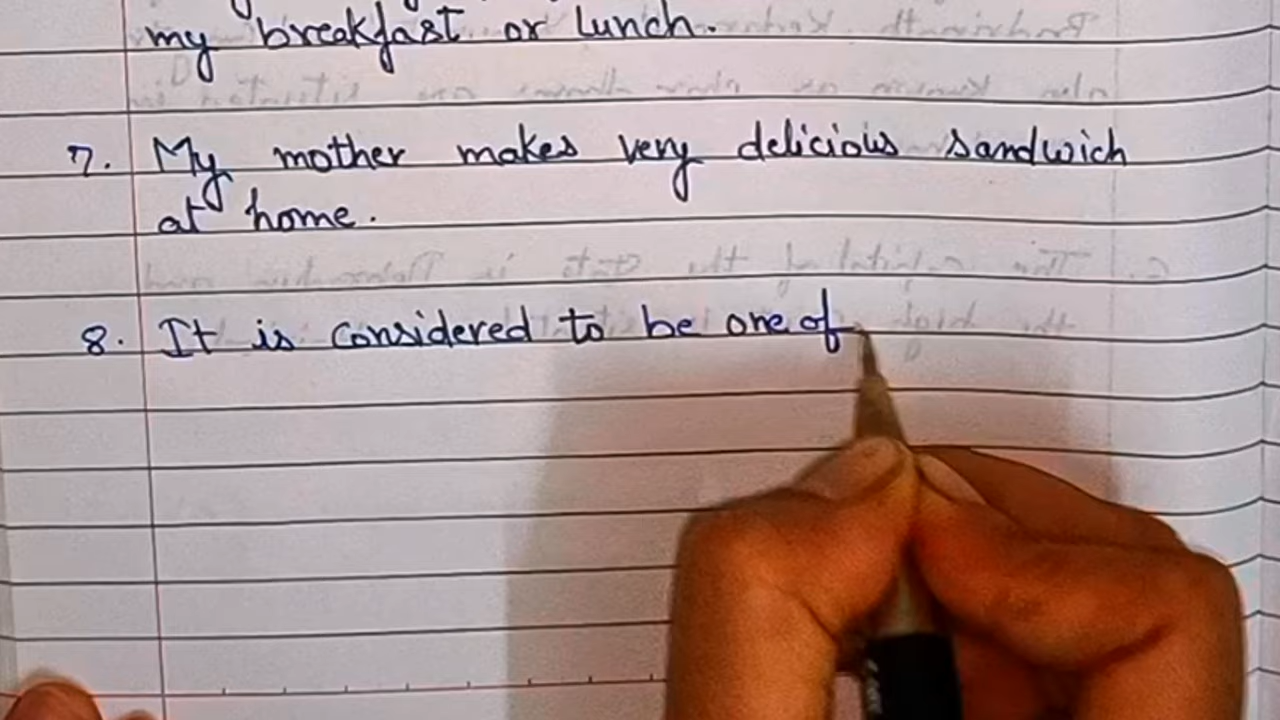 my breakfast or lunch.
7. My mother makes very delicious sandwich
at home.
8. It is considered to be one of